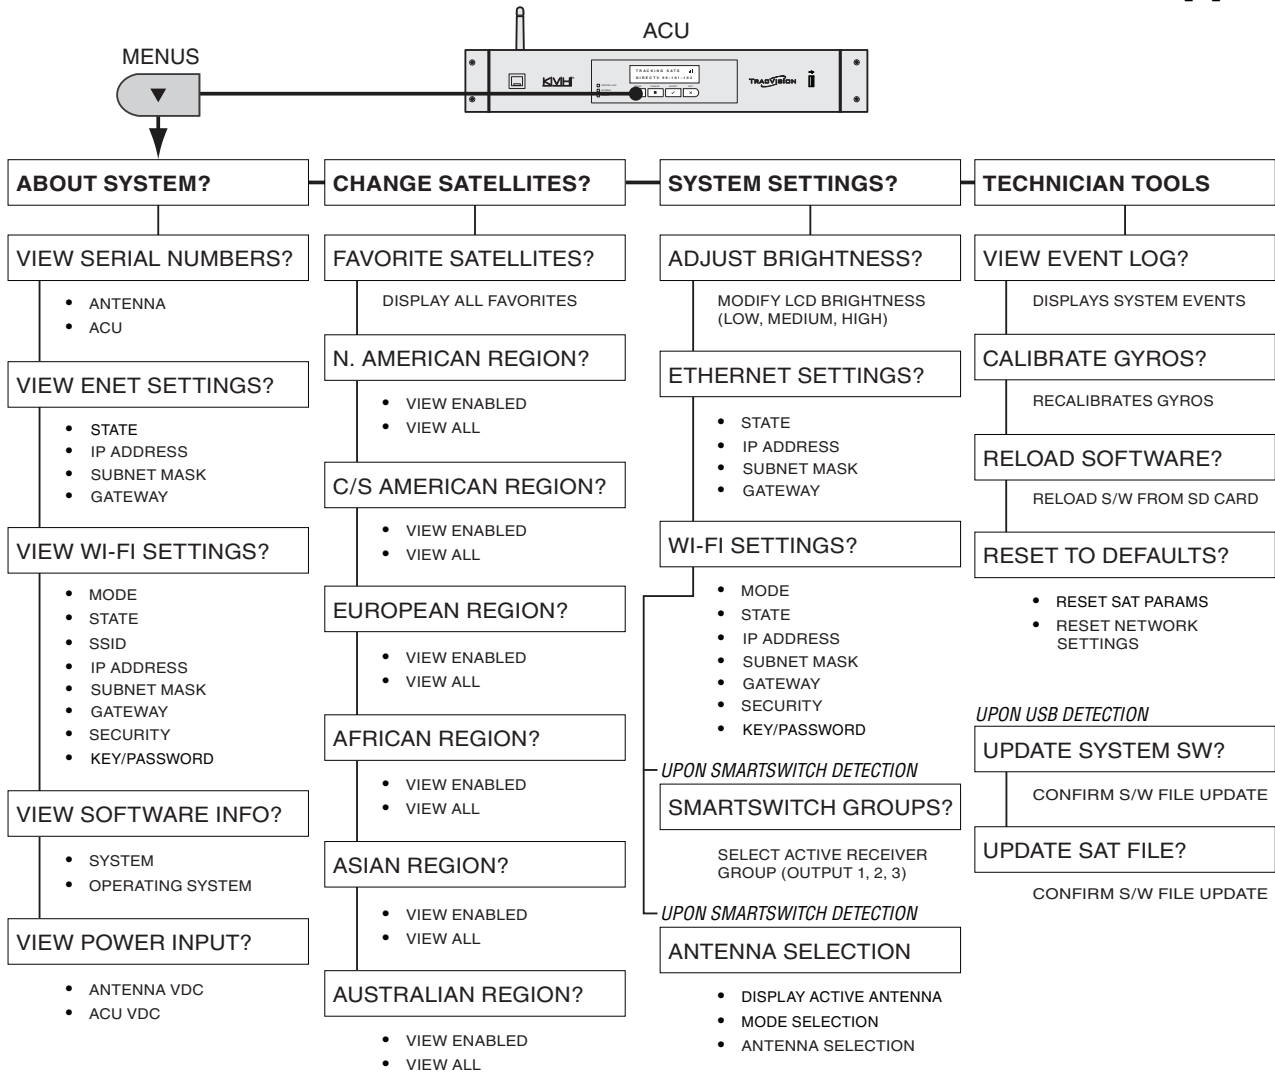 ACU
MENUS
TRACKING SATS
DIRECTV 99-101-103
KVH
TRACVISION
ABOUT SYSTEM?
VIEW SERIAL NUMBERS?
• ANTENNA
• ACU
VIEW ENET SETTINGS?
• STATE
• IP ADDRESS
• SUBNET MASK
• GATEWAY
VIEW WI-FI SETTINGS?
• MODE
• STATE
• SSID
• IP ADDRESS
• SUBNET MASK
• GATEWAY
• SECURITY
• KEY/PASSWORD
VIEW SOFTWARE INFO?
• SYSTEM
• OPERATING SYSTEM
VIEW POWER INPUT?
• ANTENNA VDC
• ACU VDC
CHANGE SATELLITES?
FAVORITE SATELLITES?
DISPLAY ALL FAVORITES
N. AMERICAN REGION?
• VIEW ENABLED
• VIEW ALL
C/S AMERICAN REGION?
• VIEW ENABLED
• VIEW ALL
EUROPEAN REGION?
• VIEW ENABLED
• VIEW ALL
AFRICAN REGION?
• VIEW ENABLED
• VIEW ALL
ASIAN REGION?
• VIEW ENABLED
• VIEW ALL
AUSTRALIAN REGION?
• VIEW ENABLED
• VIEW ALL
SYSTEM SETTINGS?
ADJUST BRIGHTNESS?
MODIFY LCD BRIGHTNESS
(LOW, MEDIUM, HIGH)
ETHERNET SETTINGS?
• STATE
• IP ADDRESS
• SUBNET MASK
• GATEWAY
WI-FI SETTINGS?
• MODE
• STATE
• IP ADDRESS
• SUBNET MASK
• GATEWAY
• SECURITY
• KEY/PASSWORD
UPON SMARTSWITCH DETECTION
SMARTSWITCH GROUPS?
SELECT ACTIVE RECEIVER
GROUP (OUTPUT 1, 2, 3)
UPON SMARTSWITCH DETECTION
ANTENNA SELECTION
• DISPLAY ACTIVE ANTENNA
• MODE SELECTION
• ANTENNA SELECTION
TECHNICIAN TOOLS
VIEW EVENT LOG?
DISPLAYS SYSTEM EVENTS
CALIBRATE GYROS?
RECALIBRATES GYROS
RELOAD SOFTWARE?
RELOAD S/W FROM SD CARD
RESET TO DEFAULTS?
• RESET SAT PARAMS
• RESET NETWORK
SETTINGS
UPON USB DETECTION
UPDATE SYSTEM SW?
CONFIRM S/W FILE UPDATE
UPDATE SAT FILE?
CONFIRM S/W FILE UPDATE